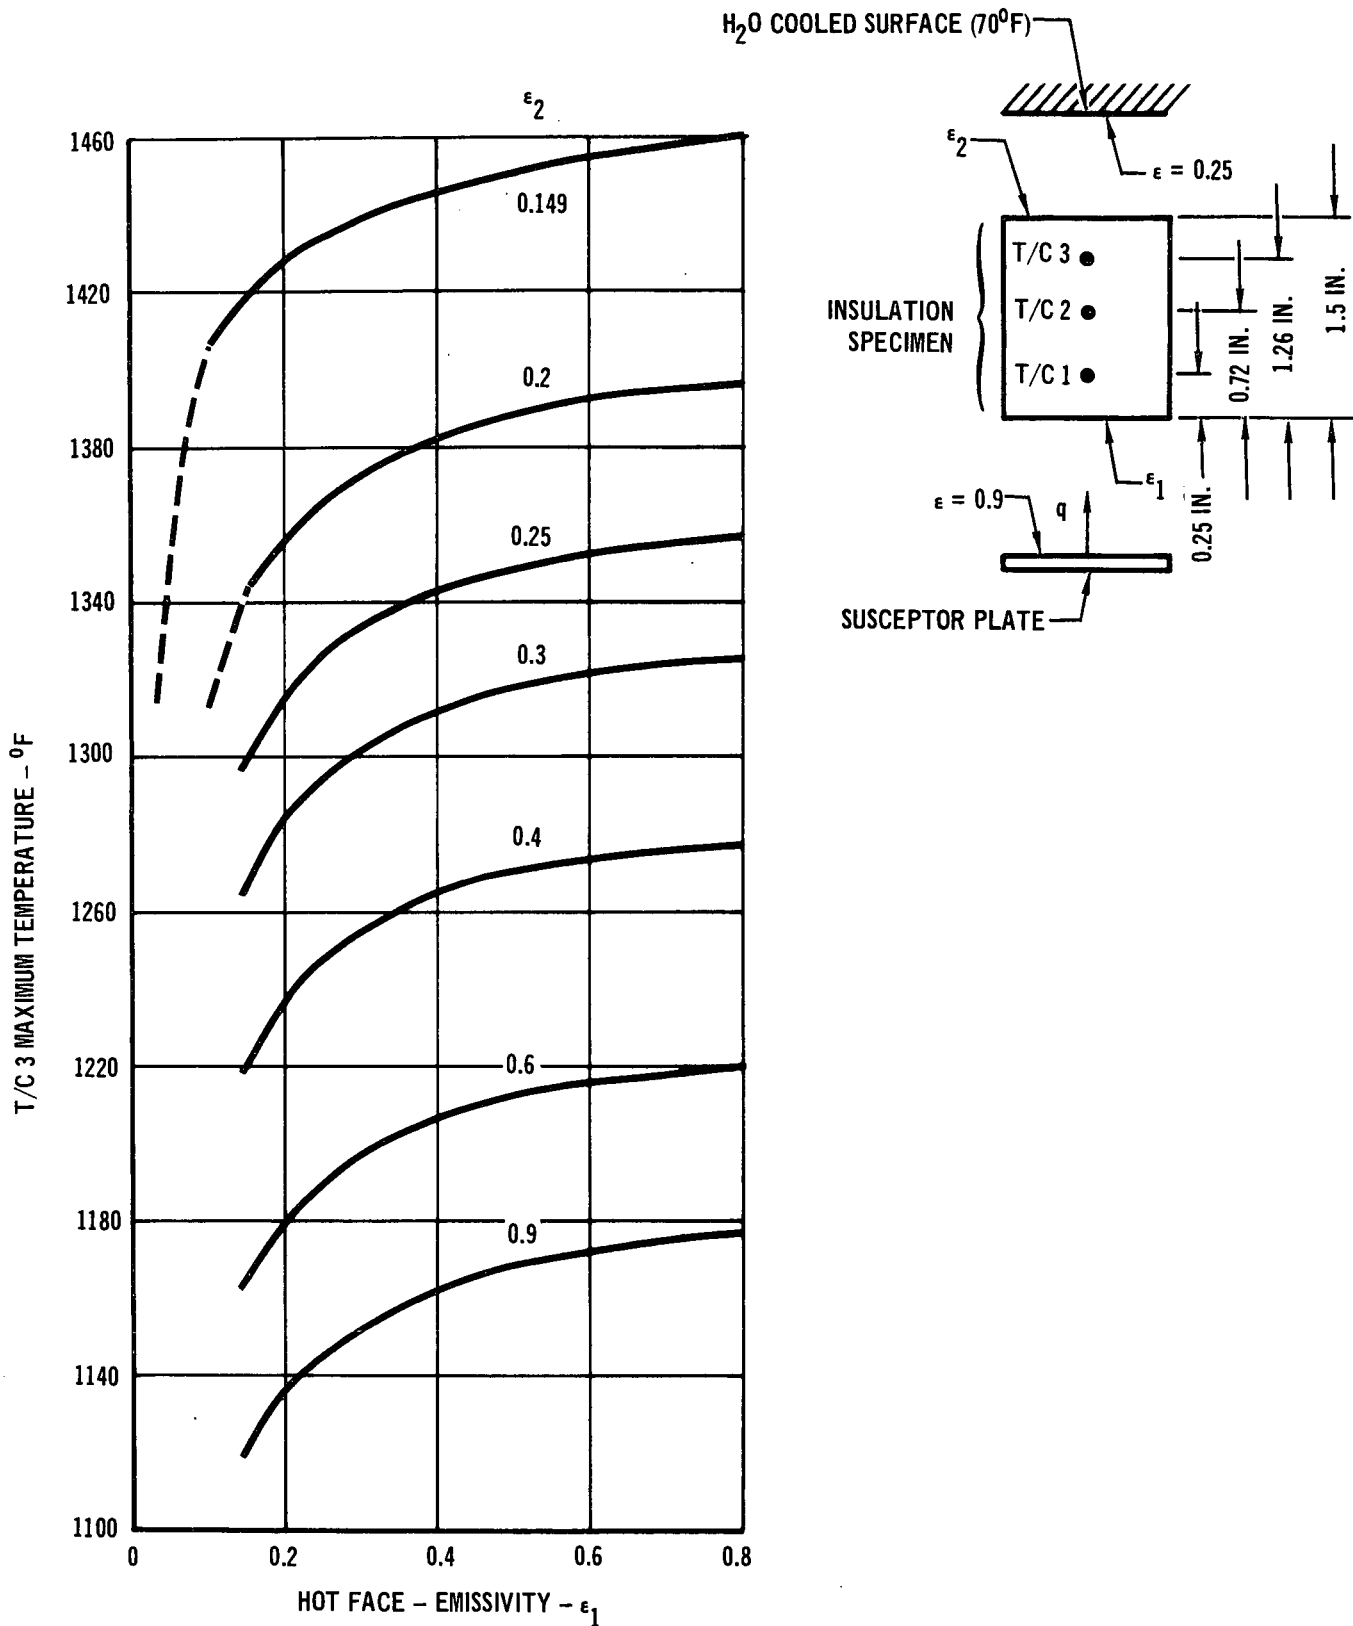 H₂O COOLED SURFACE (70⁰F)
ε₂
ε = 0.25
ε₂
T/C 3
T/C 2
T/C 1
INSULATION
SPECIMEN
0.25 IN.
0.72 IN.
1.26 IN.
1.5 IN.
ε₁
ε = 0.9
q
SUSCEPTOR PLATE
0.149
0.2
0.25
0.3
0.4
0.6
0.9
1460
1420
1380
1340
1300
1260
1220
1180
1140
1100
T/C 3 MAXIMUM TEMPERATURE – ⁰F
0
0.2
0.4
0.6
0.8
HOT FACE – EMISSIVITY – ε₁